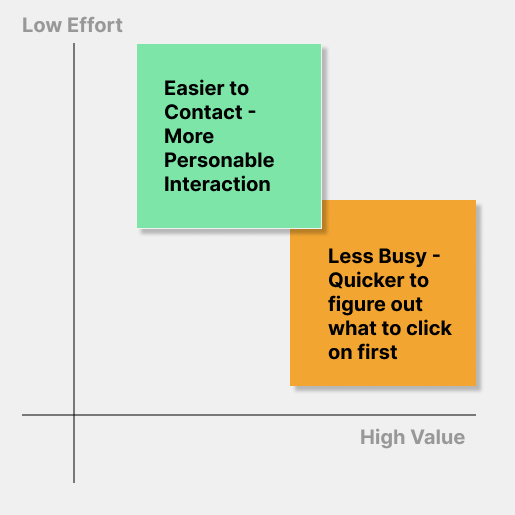 Low Effort
Easier to
Contact -
More
Personable
Interaction
Less Busy -
Quicker to
figure out
what to click
on first
High Value